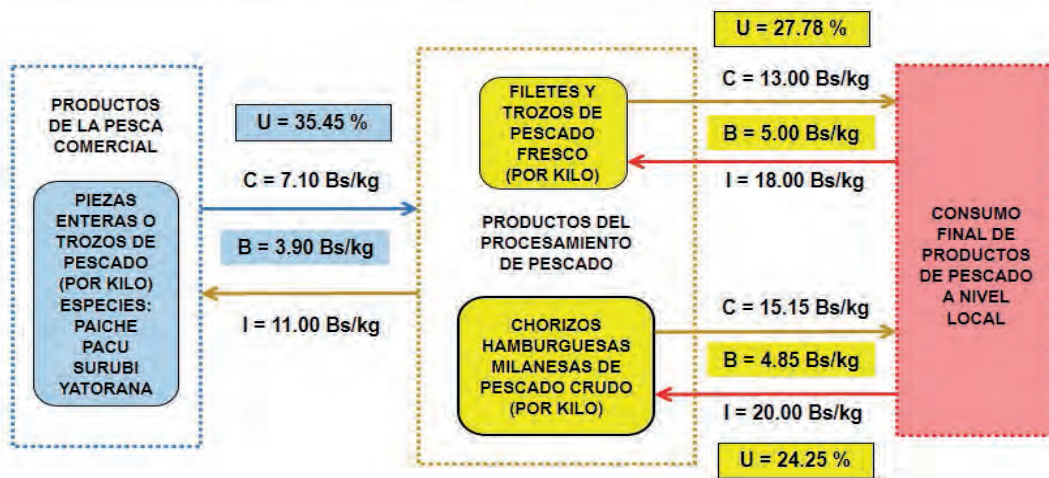 PRODUCTOS
DE LA PESCA
COMERCIAL
PIEZAS
ENTERAS O
TROZOS DE
PESCADO
(POR KILO)
ESPECIES:
PAICHE
PACU
SURUBI
YATORANA
U = 35.45 %
C = 7.10 Bs/kg
B = 3.90 Bs/kg
I = 11.00 Bs/kg
FILETES Y
TROZOS DE
PESCADO
FRESCO
(POR KILO)
PRODUCTOS DEL
PROCESAMIENTO
DE PESCADO
CHORIZOS
HAMBURGUESAS
MILANESAS DE
PESCADO CRUDO
(POR KILO)
U = 27.78 %
C = 13.00 Bs/kg
B = 5.00 Bs/kg
I = 18.00 Bs/kg
C = 15.15 Bs/kg
B = 4.85 Bs/kg
I = 20.00 Bs/kg
U = 24.25 %
CONSUMO
FINAL DE
PRODUCTOS
DE PESCADO
A NIVEL
LOCAL